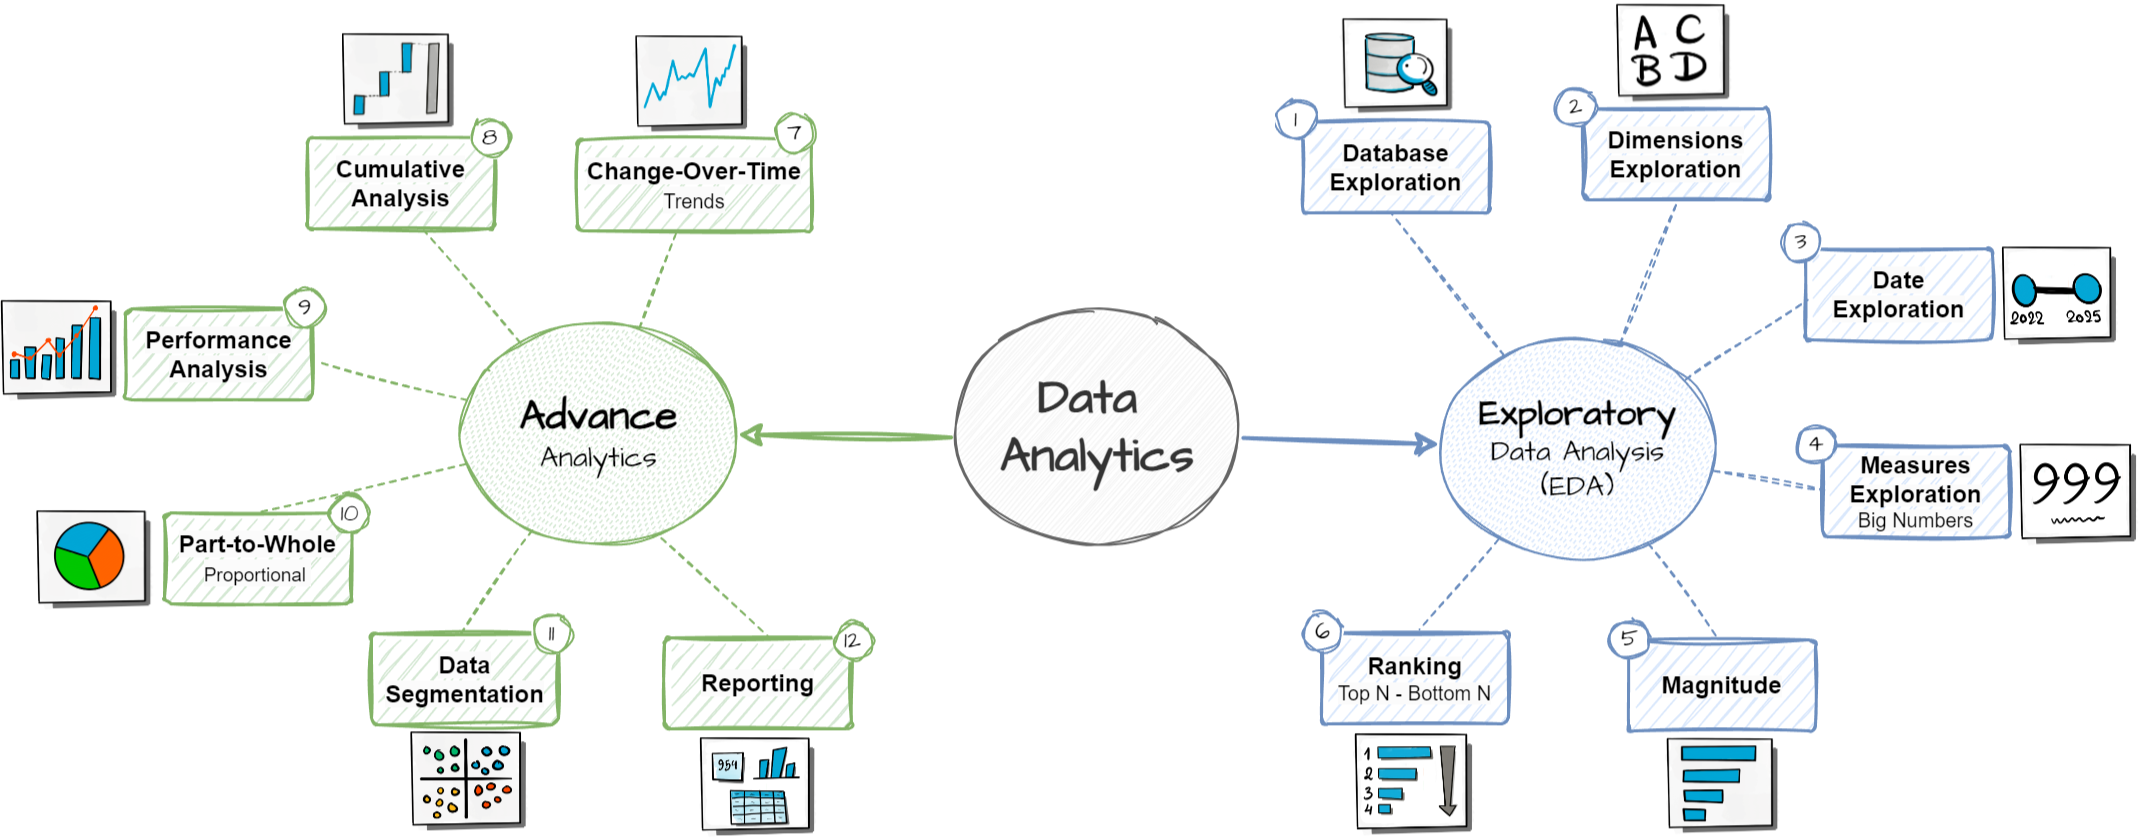 Data
Analytics
Exploratory
Data Analysis
(EDA)
1
Database
Exploration
2
Dimensions
Exploration
A C
B D
3
Date
Exploration
2022 2025
4
Measures
Exploration
Big Numbers
999
5
Magnitude
6
Ranking
Top N - Bottom N
1
2
3
4
Advance
Analytics
7
Change-Over-Time
Trends
8
Cumulative
Analysis
9
Performance
Analysis
10
Part-to-Whole
Proportional
11
Data
Segmentation
12
Reporting
954